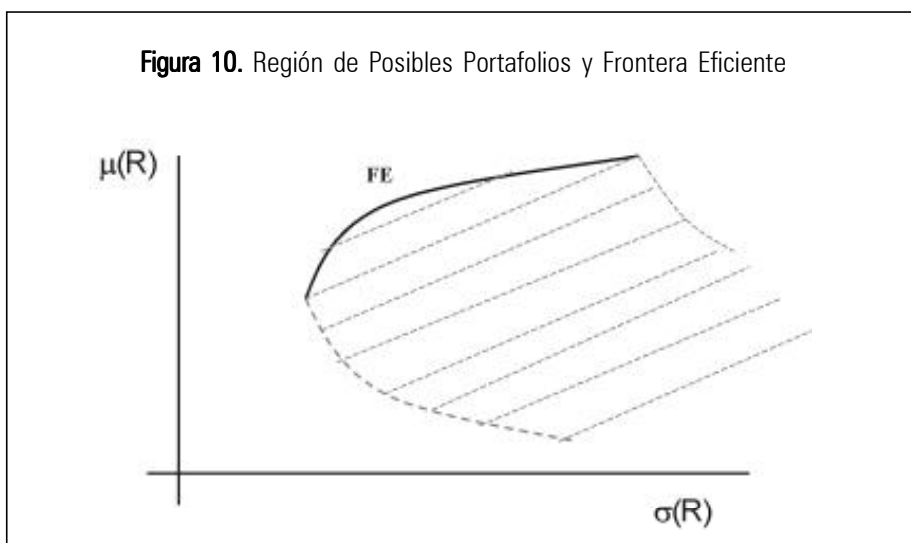 Figura 10. Región de Posibles Portafolios y Frontera Eficiente
μ(R)
FE
σ(R)